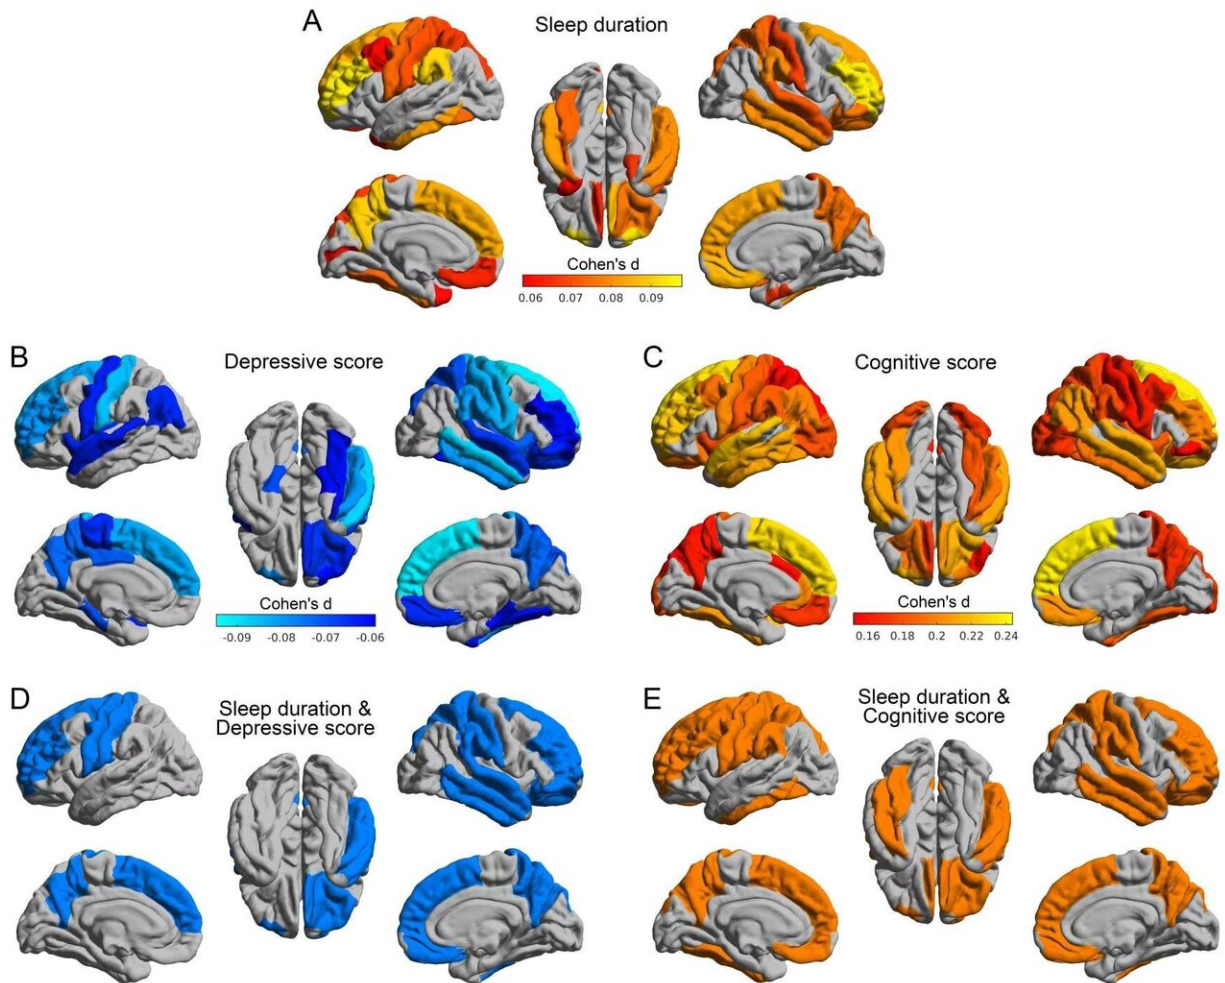 A
Sleep duration
Cohen's d
0.06 0.07 0.08 0.09
B
Depressive score
Cohen's d
-0.09 -0.08 -0.07 -0.06
C
Cognitive score
Cohen's d
0.16 0.18 0.2 0.22 0.24
D
Sleep duration &
Depressive score
E
Sleep duration &
Cognitive score